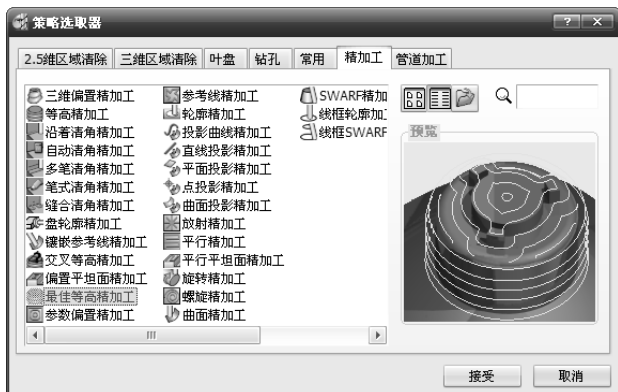 策略选取器
2.5维区域清除 三维区域清除 叶盘 钻孔 常用 精加工 管道加工
三维偏置精加工
等高精加工
沿着清角精加工
自动清角精加工
多笔清角精加工
笔式清角精加工
缝合清角精加工
盘轮廓精加工
镶嵌参考线精加工
交叉等高精加工
偏置平坦面精加工
最佳等高精加工
参数偏置精加工
参考线精加工
轮廓精加工
投影曲线精加工
直线投影精加工
平面投影精加工
点投影精加工
曲面投影精加工
放射精加工
平行精加工
平行平坦面精加工
旋转精加工
螺旋精加工
曲面精加工
SWARF精加
线框轮廓加
线框SWARF
预览
接受 取消